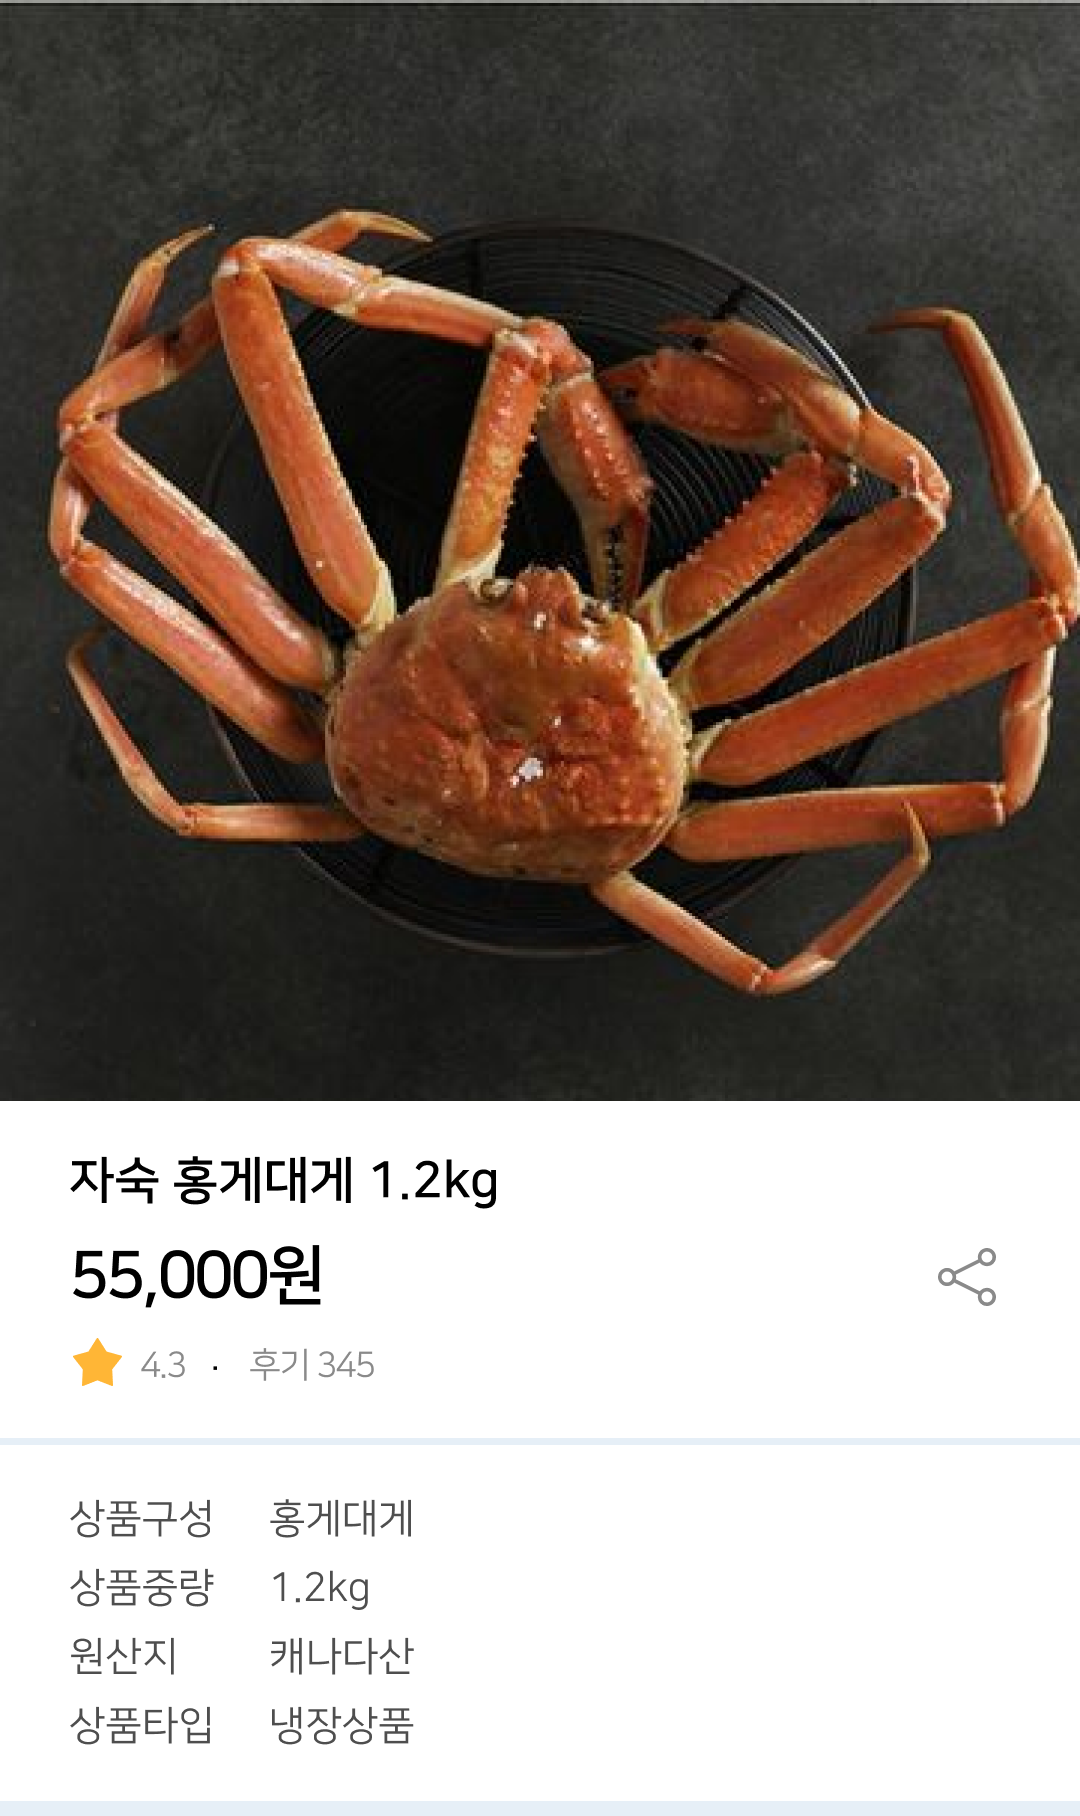 자숙 홍게대게 1.2kg
55,000원
4.3 · 후기 345
상품구성 홍게대게
상품중량 1.2kg
원산지 캐나다산
상품타입 냉장상품